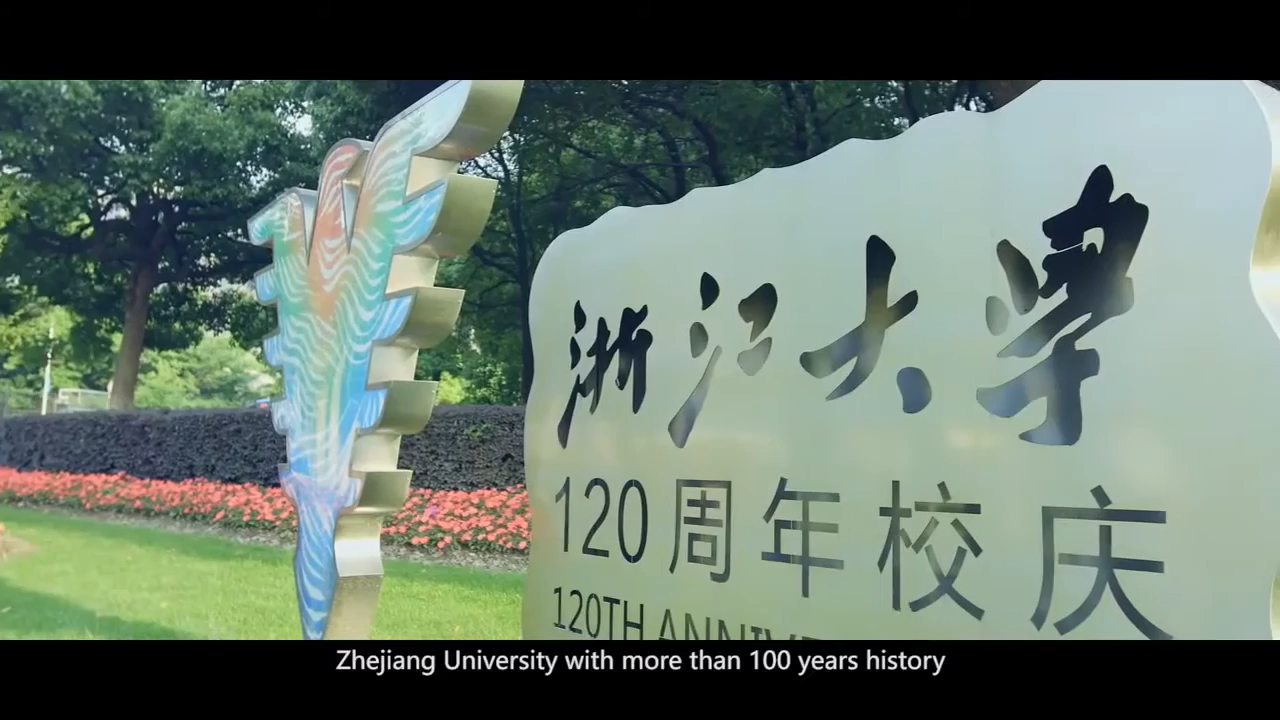 浙江大学
120周年校庆
120TH ANNIV
Zhejiang University with more than 100 years history